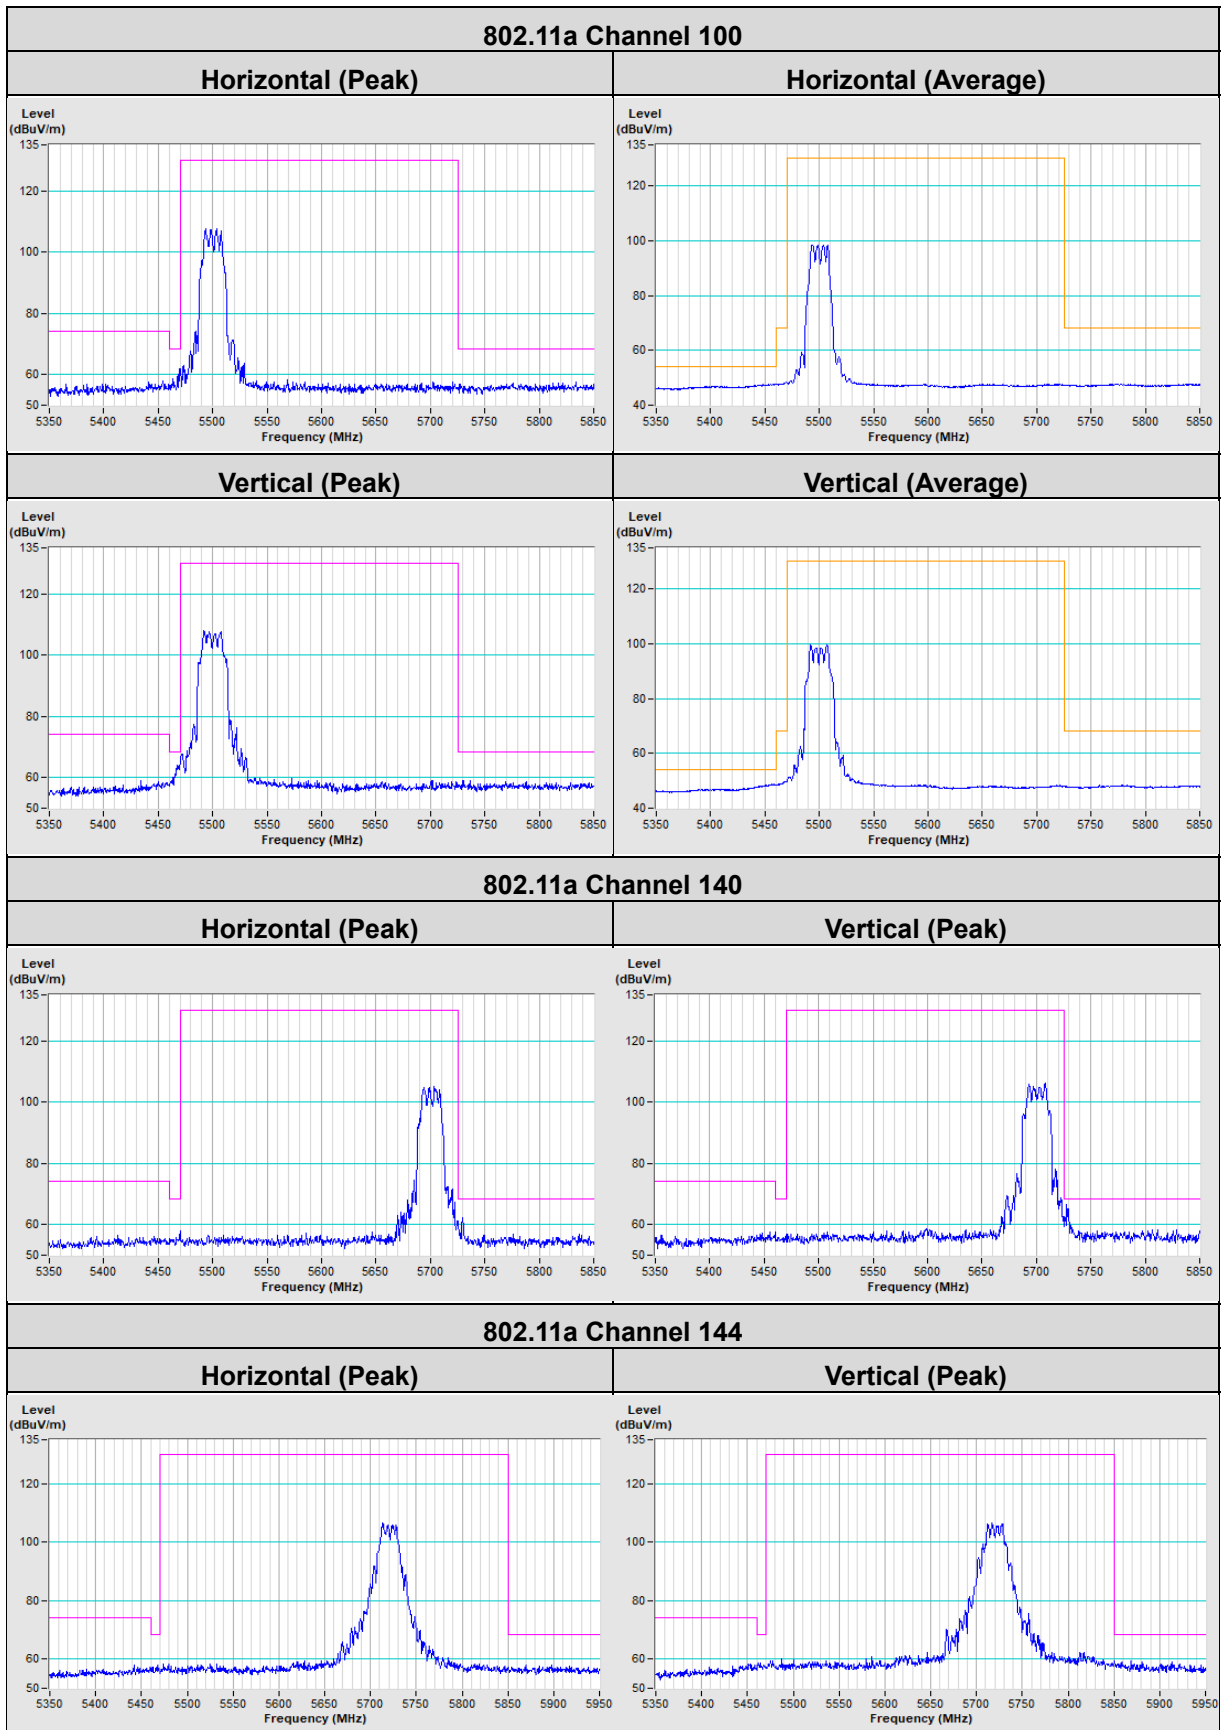 802.11a Channel 100
Horizontal (Peak)
Horizontal (Average)
Level
(dBuV/m)
135
120
100
80
60
50
5350 5400 5450 5500 5550 5600 5650 5700 5750 5800 5850
Frequency (MHz)
Level
(dBuV/m)
135
120
100
80
60
40
5350 5400 5450 5500 5550 5600 5650 5700 5750 5800 5850
Frequency (MHz)
Vertical (Peak)
Vertical (Average)
Level
(dBuV/m)
135
120
100
80
60
50
5350 5400 5450 5500 5550 5600 5650 5700 5750 5800 5850
Frequency (MHz)
Level
(dBuV/m)
135
120
100
80
60
40
5350 5400 5450 5500 5550 5600 5650 5700 5750 5800 5850
Frequency (MHz)
802.11a Channel 140
Horizontal (Peak)
Vertical (Peak)
Level
(dBuV/m)
135
120
100
80
60
50
5350 5400 5450 5500 5550 5600 5650 5700 5750 5800 5850
Frequency (MHz)
Level
(dBuV/m)
135
120
100
80
60
50
5350 5400 5450 5500 5550 5600 5650 5700 5750 5800 5850
Frequency (MHz)
802.11a Channel 144
Horizontal (Peak)
Vertical (Peak)
Level
(dBuV/m)
135
120
100
80
60
50
5350 5400 5450 5500 5550 5600 5650 5700 5750 5800 5850 5900 5950
Frequency (MHz)
Level
(dBuV/m)
135
120
100
80
60
50
5350 5400 5450 5500 5550 5600 5650 5700 5750 5800 5850 5900 5950
Frequency (MHz)